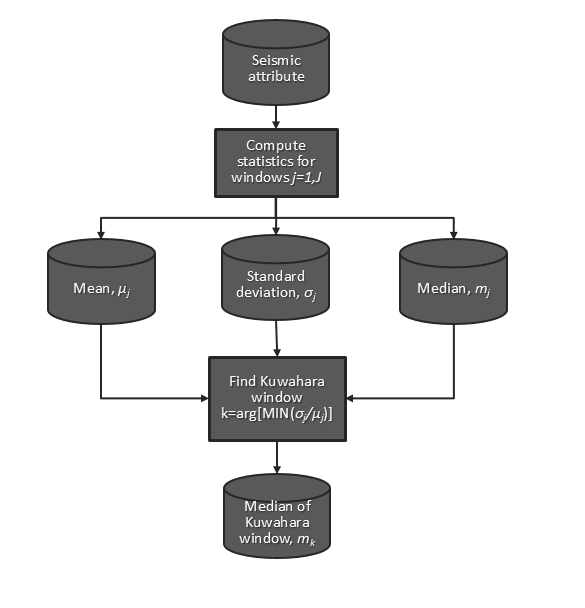 Seismic
attribute
Compute
statistics for
windows j=1,J
Mean, μj
Standard
deviation, σj
Median, mj
Find Kuwahara
window
k=arg[MIN(σj/μj)]
Median of
Kuwahara
window, mk